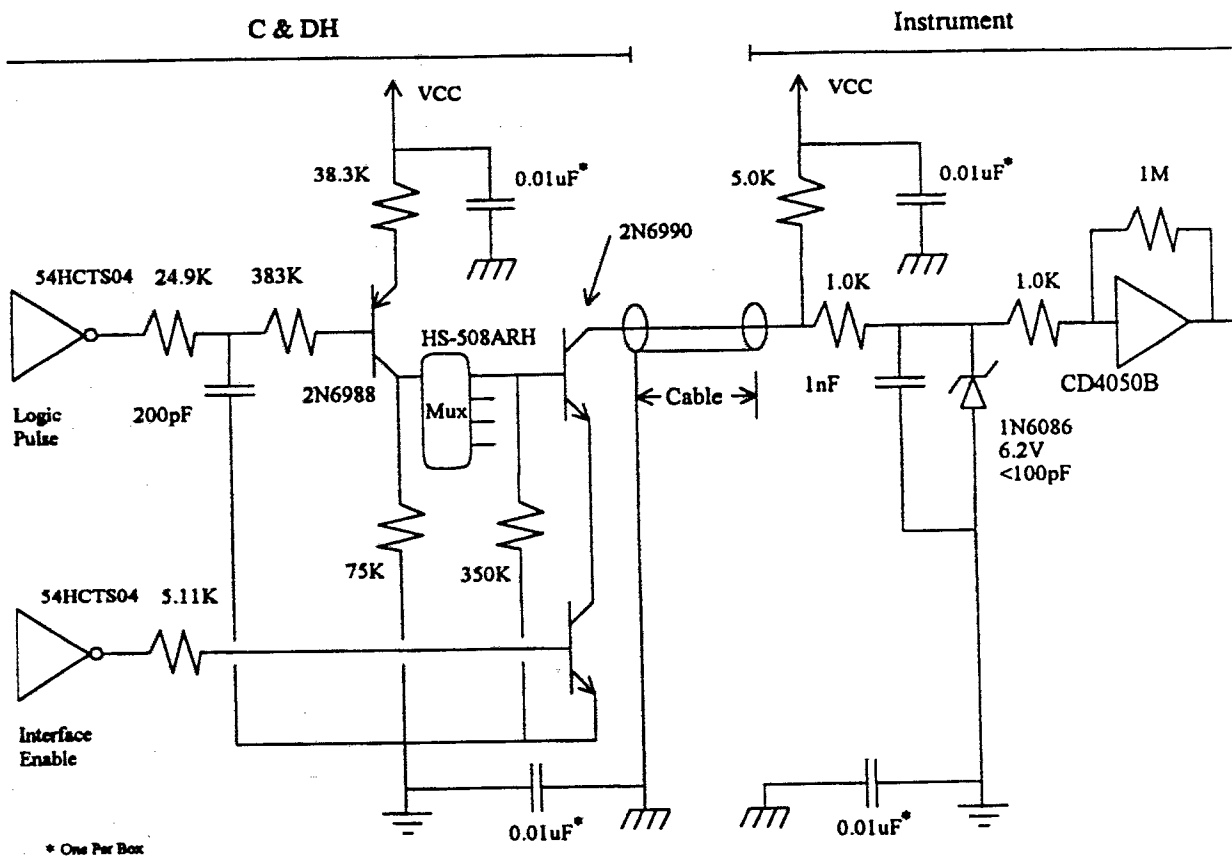 C & DH
Instrument
VCC
VCC
38.3K
0.01uF*
5.0K
0.01uF*
1M
2N6990
54HCTS04
24.9K
383K
1.0K
1.0K
HS-508ARH
2N6988
Mux
Cable
1nF
CD4050B
Logic
Pulse
200pF
1N6086
6.2V
<100pF
75K
350K
54HCTS04
5.11K
Interface
Enable
0.01uF*
0.01uF*
* One Per Box